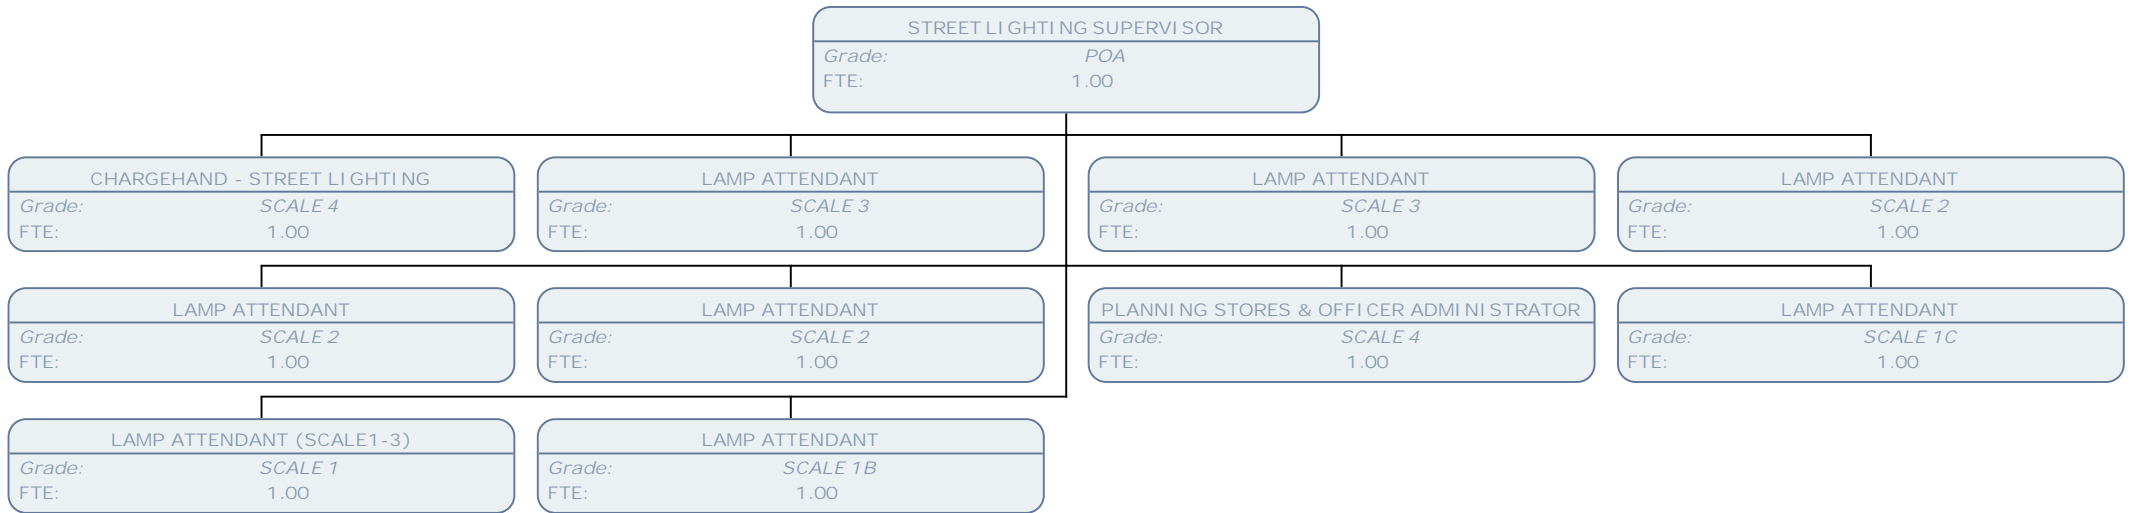 STREET LIGHTING SUPERVISOR
Grade: POA
FTE: 1.00
CHARGEHAND - STREET LIGHTING
Grade: SCALE 4
FTE: 1.00
LAMP ATTENDANT
Grade: SCALE 3
FTE: 1.00
LAMP ATTENDANT
Grade: SCALE 3
FTE: 1.00
LAMP ATTENDANT
Grade: SCALE 2
FTE: 1.00
LAMP ATTENDANT
Grade: SCALE 2
FTE: 1.00
LAMP ATTENDANT
Grade: SCALE 2
FTE: 1.00
PLANNING STORES & OFFICER ADMINISTRATOR
Grade: SCALE 4
FTE: 1.00
LAMP ATTENDANT
Grade: SCALE 1C
FTE: 1.00
LAMP ATTENDANT (SCALE1-3)
Grade: SCALE 1
FTE: 1.00
LAMP ATTENDANT
Grade: SCALE 1B
FTE: 1.00